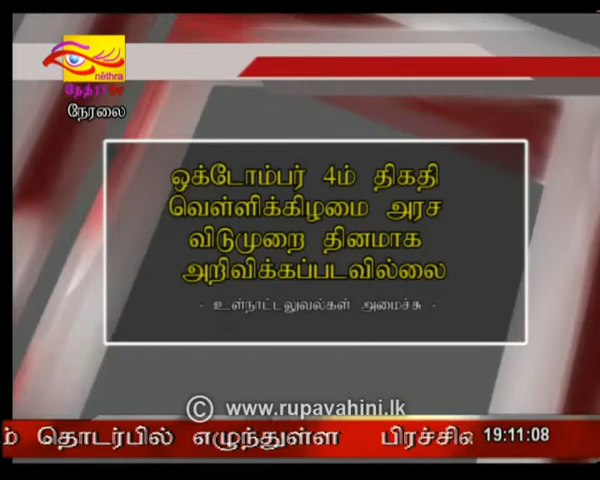 nethra
நேத்ரா tv
நேரலை
ஒக்டோம்பர் 4ம் திகதி
வெள்ளிக்கிழமை அரச
விடுமுறை தினமாக
அறிவிக்கப்படவில்லை
- உள்நாட்டலுவல்கள் அமைச்சு -
© www.rupavahini.lk
தொடர்பில் எழுந்துள்ள
19:11:08